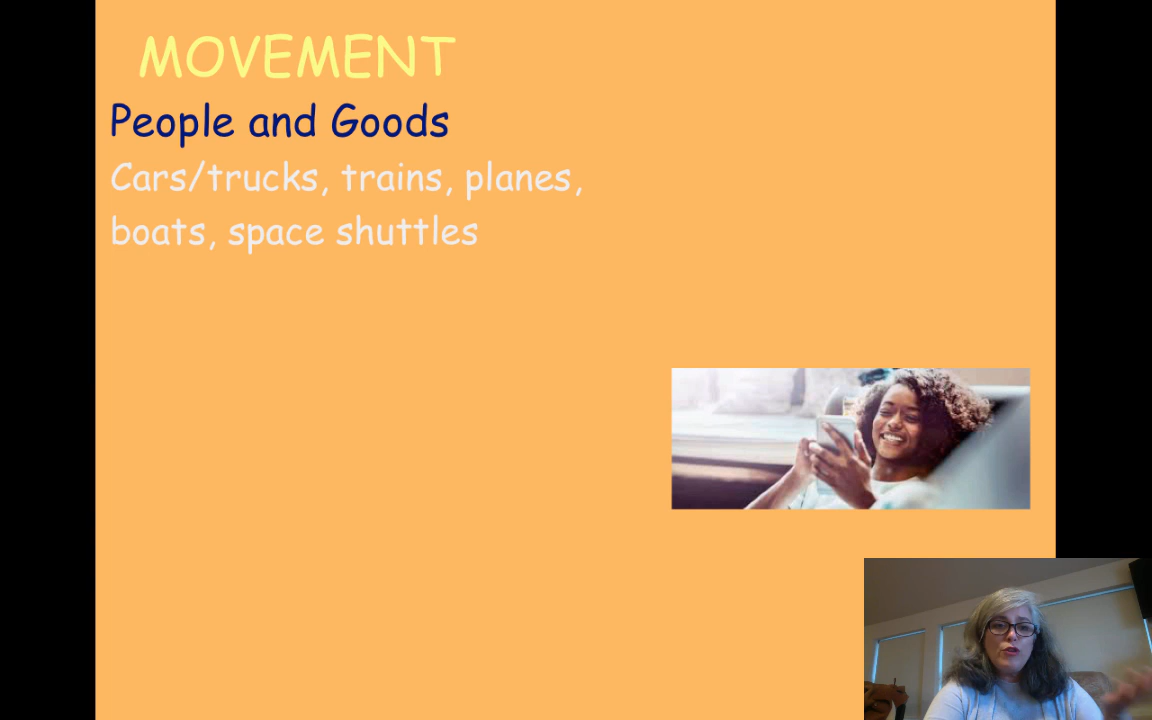 MOVEMENT
People and Goods
Cars/trucks, trains, planes,
boats, space shuttles